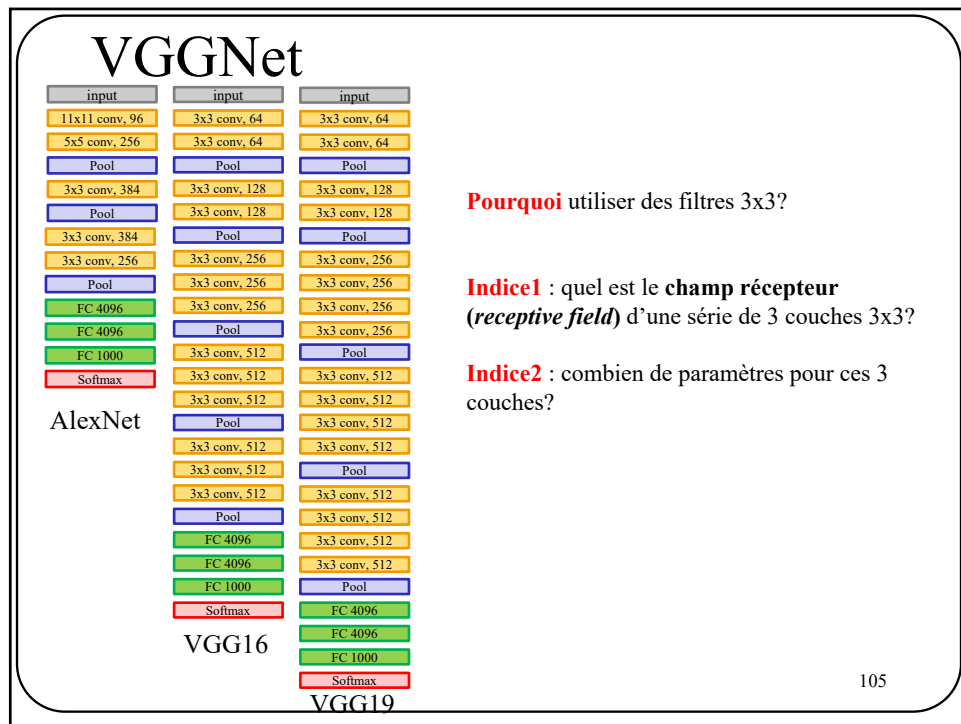 VGGNet
input
11x11 conv, 96
5x5 conv, 256
Pool
3x3 conv, 384
Pool
3x3 conv, 384
3x3 conv, 256
Pool
FC 4096
FC 4096
FC 1000
Softmax
AlexNet
input
3x3 conv, 64
3x3 conv, 64
Pool
3x3 conv, 128
3x3 conv, 128
Pool
3x3 conv, 256
3x3 conv, 256
3x3 conv, 256
Pool
3x3 conv, 512
3x3 conv, 512
3x3 conv, 512
Pool
3x3 conv, 512
3x3 conv, 512
3x3 conv, 512
Pool
FC 4096
FC 4096
FC 1000
Softmax
VGG16
input
3x3 conv, 64
3x3 conv, 64
Pool
3x3 conv, 128
3x3 conv, 128
Pool
3x3 conv, 256
3x3 conv, 256
3x3 conv, 256
3x3 conv, 256
Pool
3x3 conv, 512
3x3 conv, 512
3x3 conv, 512
3x3 conv, 512
Pool
3x3 conv, 512
3x3 conv, 512
3x3 conv, 512
3x3 conv, 512
Pool
FC 4096
FC 4096
FC 1000
Softmax
VGG19
Pourquoi utiliser des filtres 3x3?
Indice1 : quel est le champ récepteur
(receptive field) d’une série de 3 couches 3x3?
Indice2 : combien de paramètres pour ces 3
couches?
105